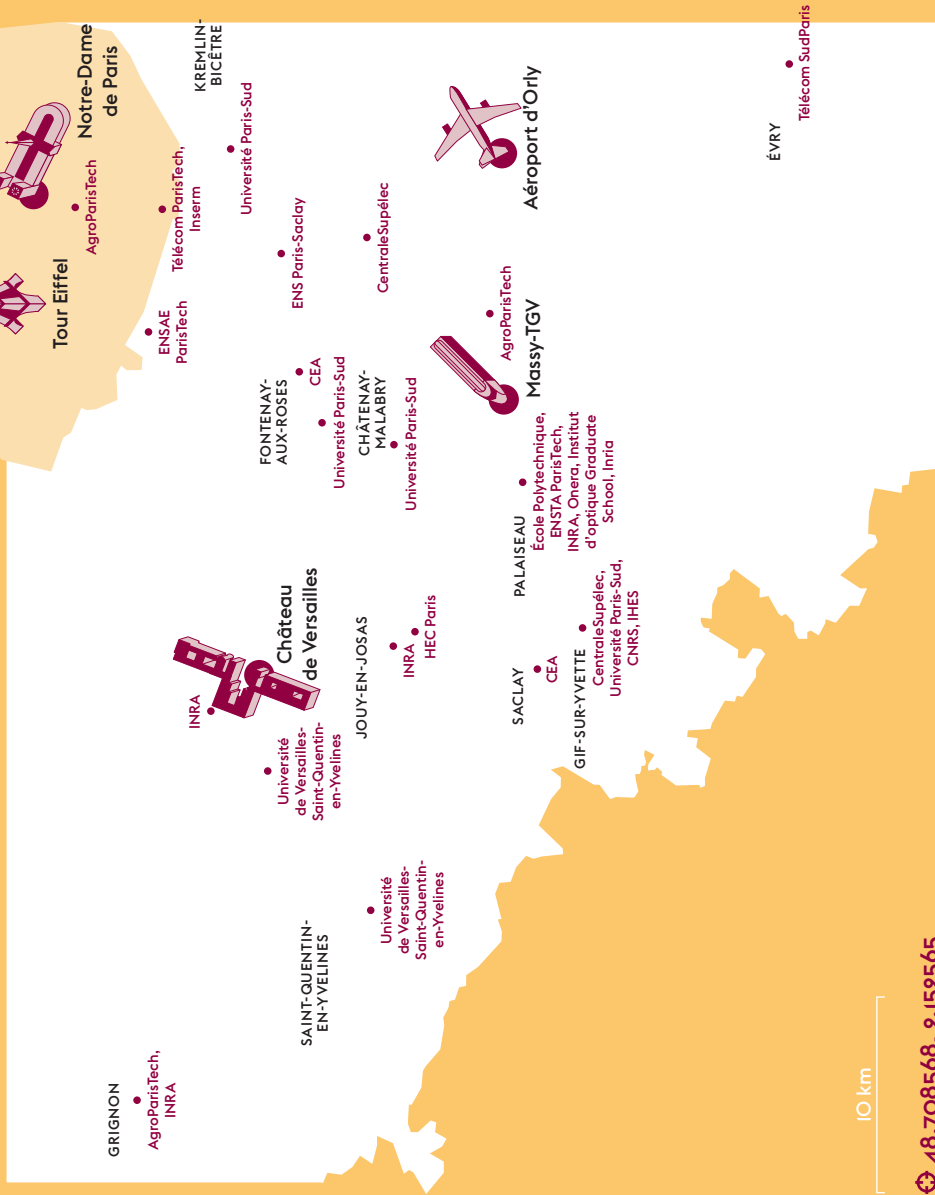 Tour Eiffel
Notre-Dame
de Paris
AgroParisTech
ENSAE
ParisTech
Télécom ParisTech,
Inserm
KREMLIN-
BICÊTRE
Université Paris-Sud
ENS Paris-Saclay
CentraleSupélec
FONTENAY-
AUX-ROSES
CEA
Université Paris-Sud
CHÂTENAY-
MALABRY
Université Paris-Sud
Aéroport d'Orly
AgroParisTech
Massy-TGV
ÉVRY
Télécom SudParis
GRIGNON
AgroParisTech,
INRA
INRA
Château
de Versailles
Université
de Versailles-
Saint-Quentin-
en-Yvelines
SAINT-QUENTIN-
EN-YVELINES
Université
de Versailles-
Saint-Quentin-
en-Yvelines
JOUY-EN-JOSAS
INRA
HEC Paris
PALAISEAU
École Polytechnique,
ENSTA ParisTech,
INRA, Onera, Institut
d'optique Graduate
School, Inria
SACLAY
CEA
GIF-SUR-YVETTE
CentraleSupélec,
Université Paris-Sud,
CNRS, IHES
10 km